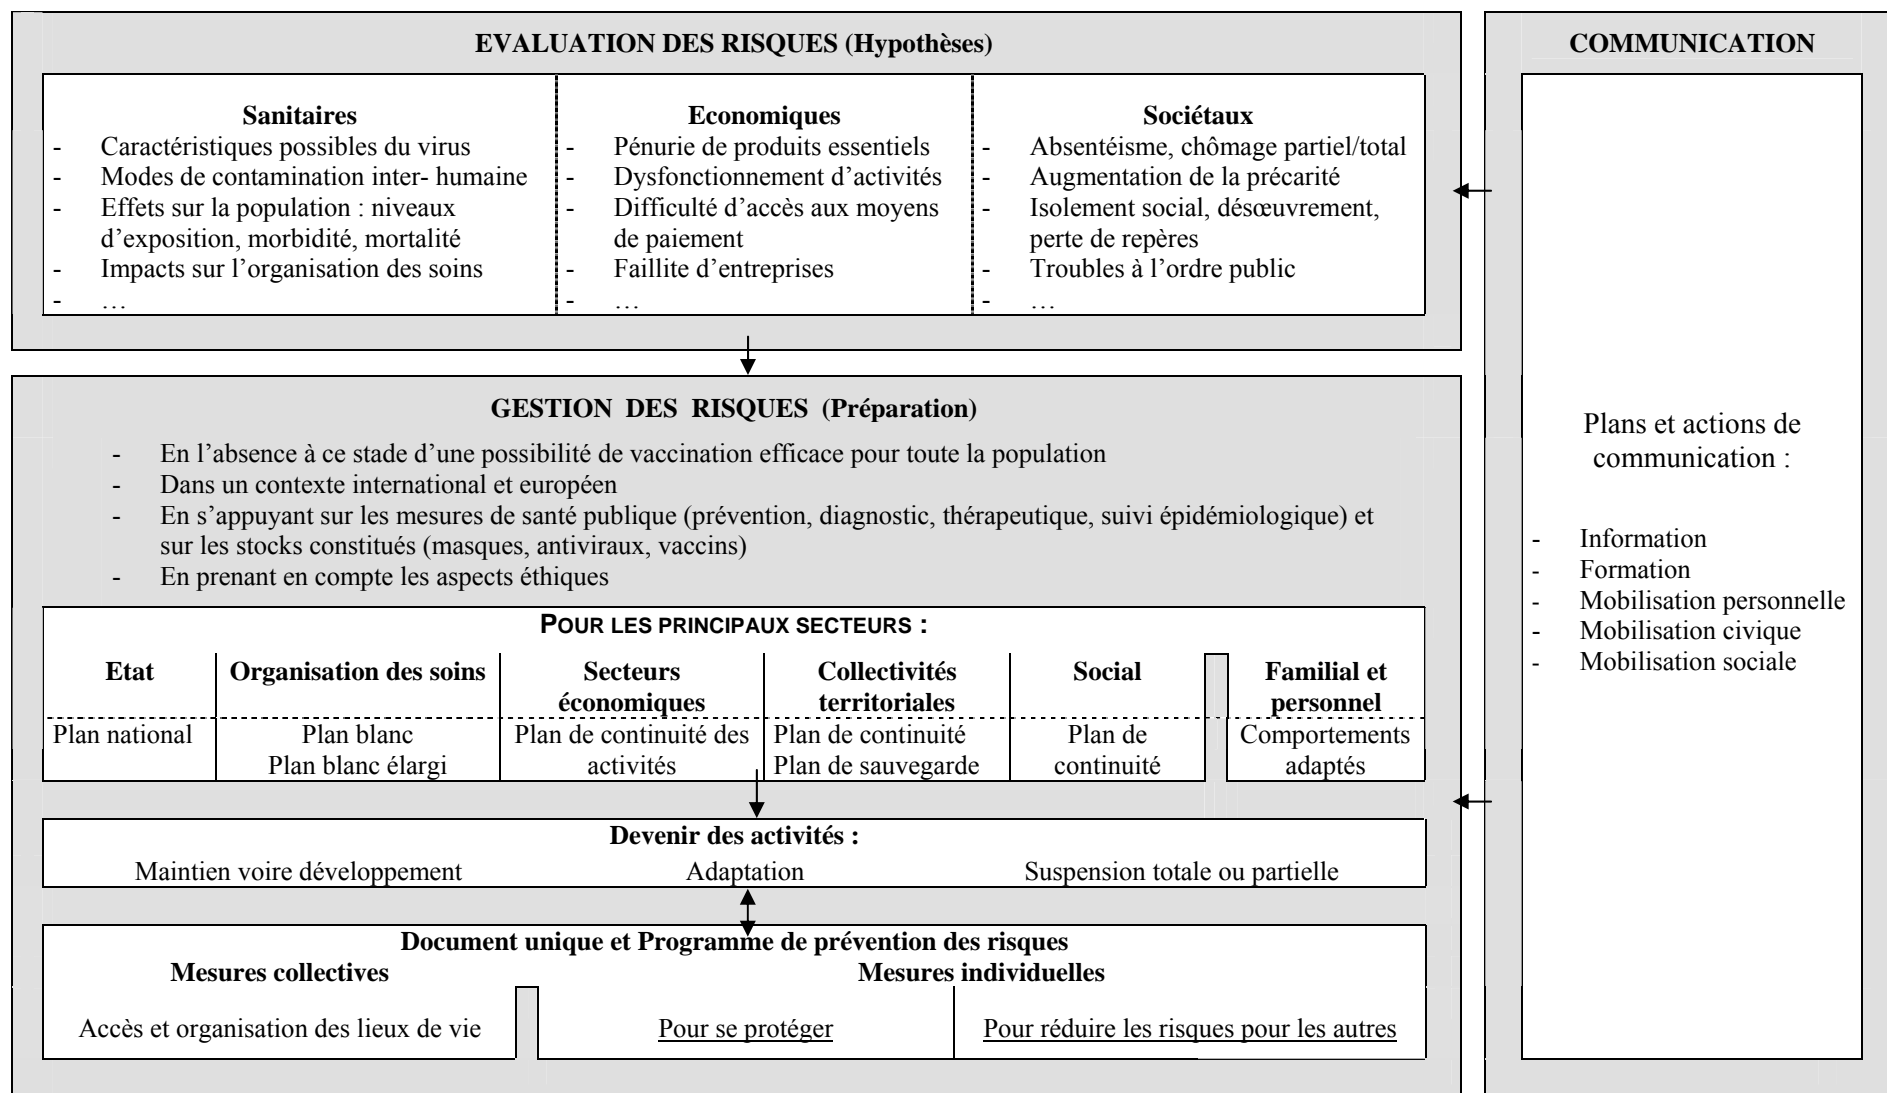 EVALUATION DES RISQUES (Hypothèses)
Sanitaires
- Caractéristiques possibles du virus
- Modes de contamination inter- humaine
- Effets sur la population : niveaux
d’exposition, morbidité, mortalité
- Impacts sur l’organisation des soins
- …
Economiques
- Pénurie de produits essentiels
- Dysfonctionnement d’activités
- Difficulté d’accès aux moyens
de paiement
- Faillite d’entreprises
- …
Sociétaux
- Absentéisme, chômage partiel/total
- Augmentation de la précarité
- Isolement social, désœuvrement,
perte de repères
- Troubles à l’ordre public
- …
GESTION DES RISQUES (Préparation)
- En l’absence à ce stade d’une possibilité de vaccination efficace pour toute la population
- Dans un contexte international et européen
- En s’appuyant sur les mesures de santé publique (prévention, diagnostic, thérapeutique, suivi épidémiologique) et
sur les stocks constitués (masques, antiviraux, vaccins)
- En prenant en compte les aspects éthiques
POUR LES PRINCIPAUX SECTEURS :
Etat
Plan national
Organisation des soins
Plan blanc
Plan blanc élargi
Secteurs
économiques
Plan de continuité des
activités
Collectivités
territoriales
Plan de continuité
Plan de sauvegarde
Social
Plan de
continuité
Familial et
personnel
Comportements
adaptés
Devenir des activités :
Maintien voire développement
Adaptation
Suspension totale ou partielle
Document unique et Programme de prévention des risques
Mesures collectives
Accès et organisation des lieux de vie
Mesures individuelles
Pour se protéger
Pour réduire les risques pour les autres
COMMUNICATION
Plans et actions de
communication :
- Information
- Formation
- Mobilisation personnelle
- Mobilisation civique
- Mobilisation sociale